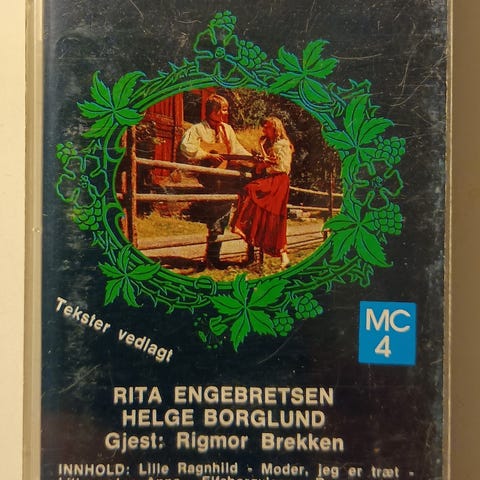 Tekster vedlagt
MC
4
RITA ENGEBRETSEN
HELGE BORGLUND
Gjest: Rigmor Brekken
INNHOLD: Lille Ragnhild - Moder, jeg er træt -